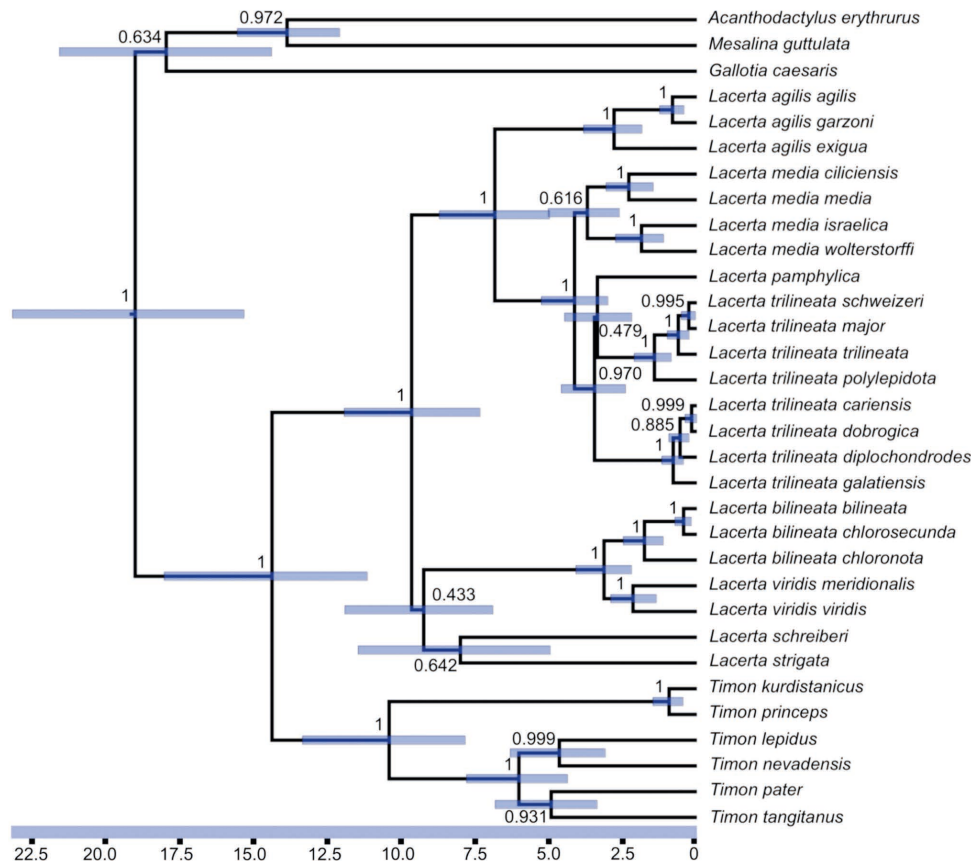 0.972
Acanthodactylus erythrurus
0.634
Mesalina guttulata
Gallotia caesaris
1
Lacerta agilis agilis
1
Lacerta agilis garzoni
Lacerta agilis exigua
1
Lacerta media ciliciensis
1
0.616
Lacerta media media
1
Lacerta media israelica
Lacerta media wolterstorffi
1
Lacerta pamphylica
1
0.995
Lacerta trilineata schweizeri
0.479
1
1
Lacerta trilineata major
Lacerta trilineata trilineata
0.970
Lacerta trilineata polylepidota
1
0.999
Lacerta trilineata cariensis
0.885
Lacerta trilineata dobrogica
1
Lacerta trilineata diplochondrodes
Lacerta trilineata galatiensis
1
Lacerta bilineata bilineata
Lacerta bilineata chlorosecunda
1
1
Lacerta bilineata chloronota
1
1
Lacerta viridis meridionalis
0.433
Lacerta viridis viridis
Lacerta schreiberi
0.642
Lacerta strigata
1
Timon kurdistanicus
1
Timon princeps
0.999
Timon lepidus
1
Timon nevadensis
Timon pater
0.931
Timon tangitanus
22.5 20.0 17.5 15.0 12.5 10.0 7.5 5.0 2.5 0